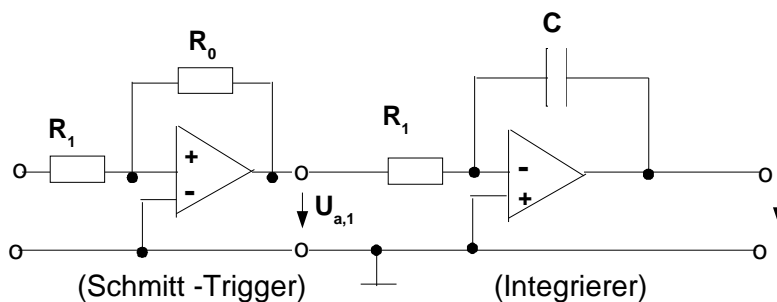 C
R0
R1
R1
+
-
-
+
Ua,1
(Schmitt -Trigger)
(Integrierer)